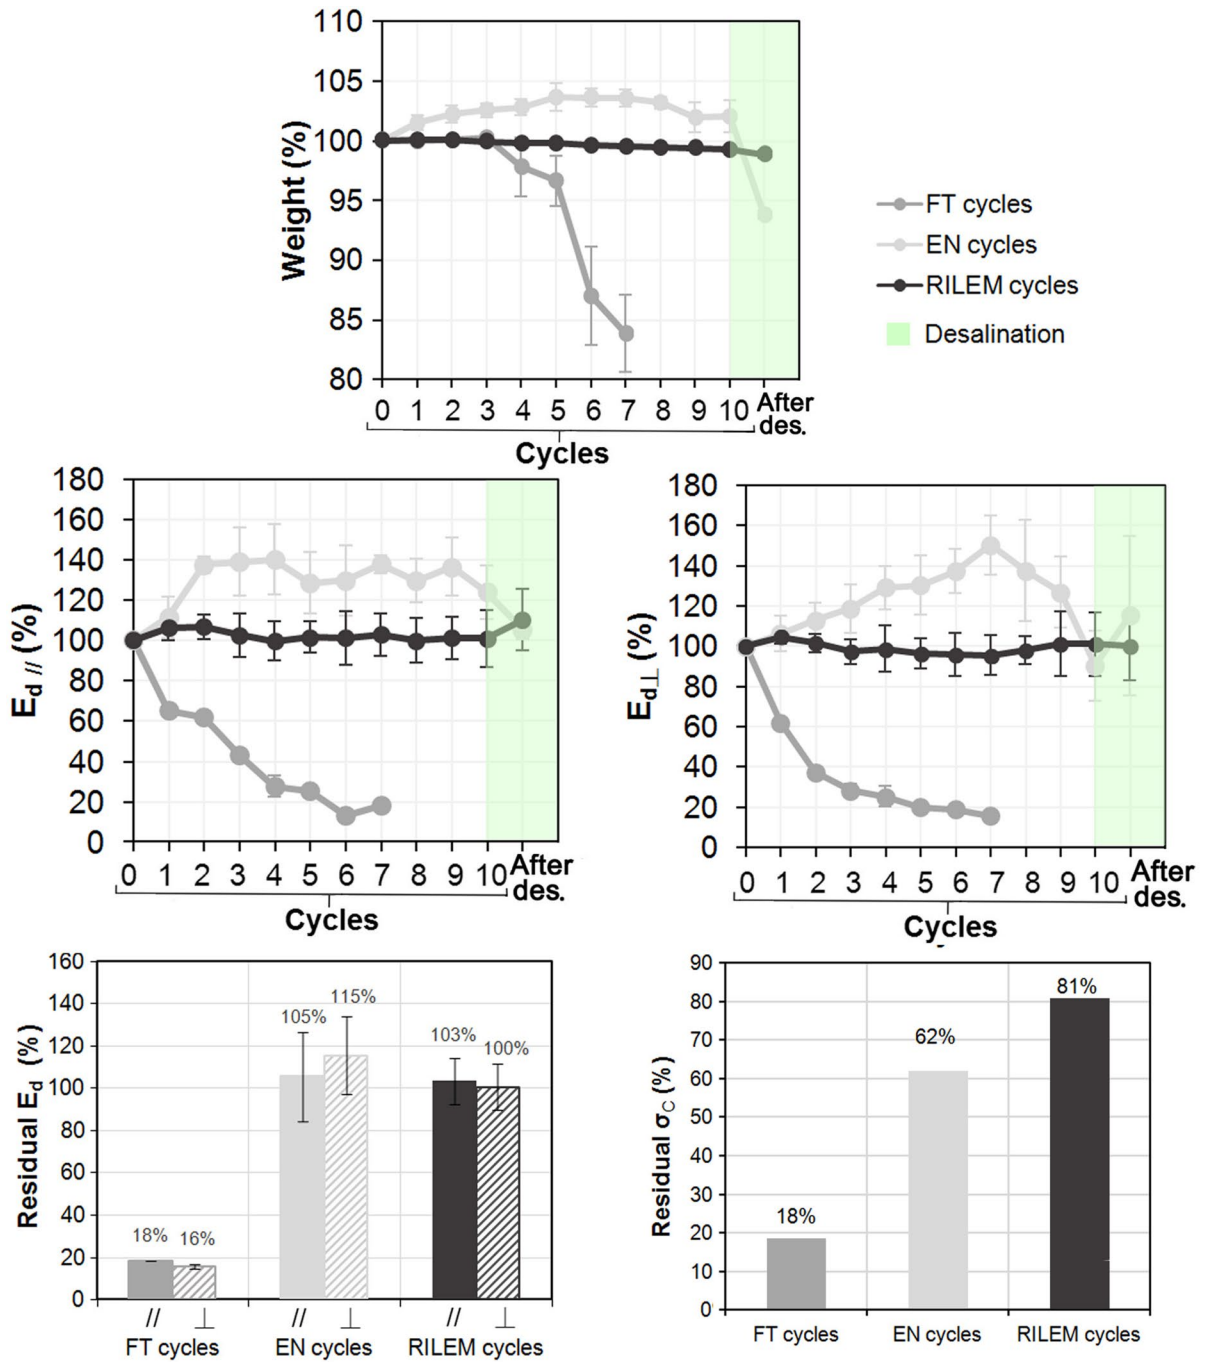 110
105
100
95
90
85
80
Weight (%)
0 1 2 3 4 5 6 7 8 9 10 After
des.
Cycles
FT cycles
EN cycles
RILEM cycles
Desalination
180
160
140
120
100
80
60
40
20
0
Ed // (%)
0 1 2 3 4 5 6 7 8 9 10 After
des.
Cycles
180
160
140
120
100
80
60
40
20
0
Ed⊥ (%)
0 1 2 3 4 5 6 7 8 9 10 After
des.
Cycles
160
140
120
100
80
60
40
20
0
Residual Ed (%)
18% 16%
105% 115%
103% 100%
// ⊥ // ⊥ // ⊥
FT cycles EN cycles RILEM cycles
90
80
70
60
50
40
30
20
10
0
Residual σC (%)
18%
62%
81%
FT cycles EN cycles RILEM cycles